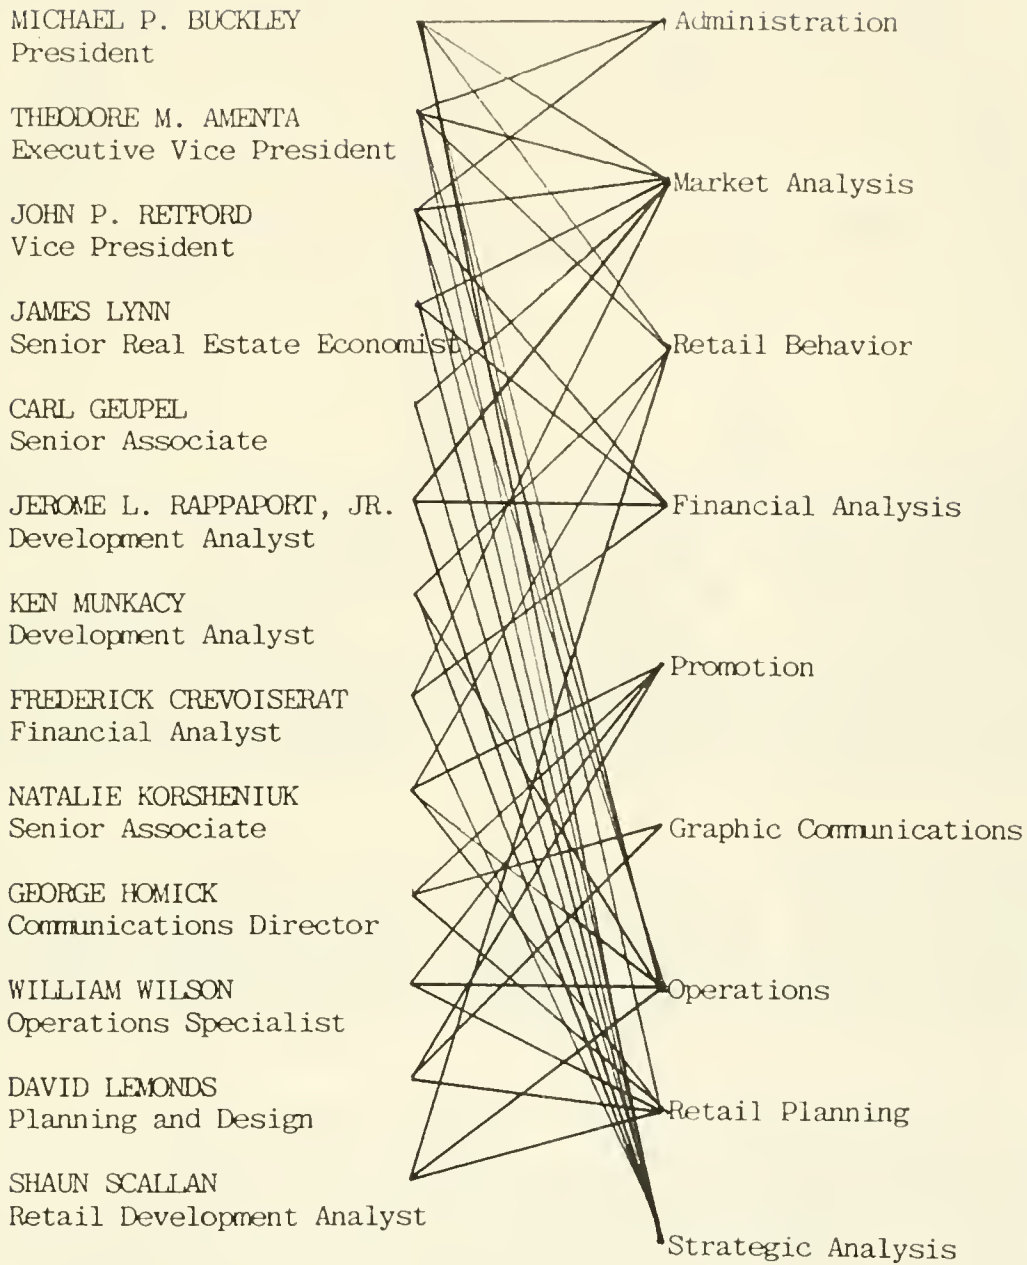 MICHAEL P. BUCKLEY
President
THEODORE M. AMENTA
Executive Vice President
JOHN P. RETFORD
Vice President
JAMES LYNN
Senior Real Estate Economist
CARL GEUPEL
Senior Associate
JEROME L. RAPPAPORT, JR.
Development Analyst
KEN MUNKACY
Development Analyst
FREDERICK CREVOISERAT
Financial Analyst
NATALIE KORSHENIUK
Senior Associate
GEORGE HOMICK
Communications Director
WILLIAM WILSON
Operations Specialist
DAVID LEMONDS
Planning and Design
SHAUN SCALLAN
Retail Development Analyst
Administration
Market Analysis
Retail Behavior
Financial Analysis
Promotion
Graphic Communications
Operations
Retail Planning
Strategic Analysis